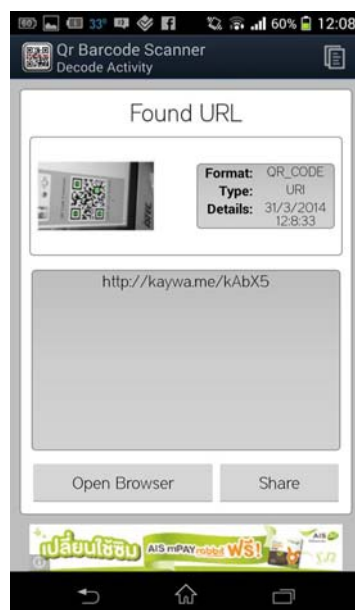 33° 60% 12:08
Qr Barcode Scanner
Decode Activity
Found URL
Format: QR_CODE
Type: URI
Details: 31/3/2014
12:8:33
http://kaywa.me/kAbX5
Open Browser Share
เปลี่ยนใช้ซิม AIS mPAY rabbit ฟรี! AIS